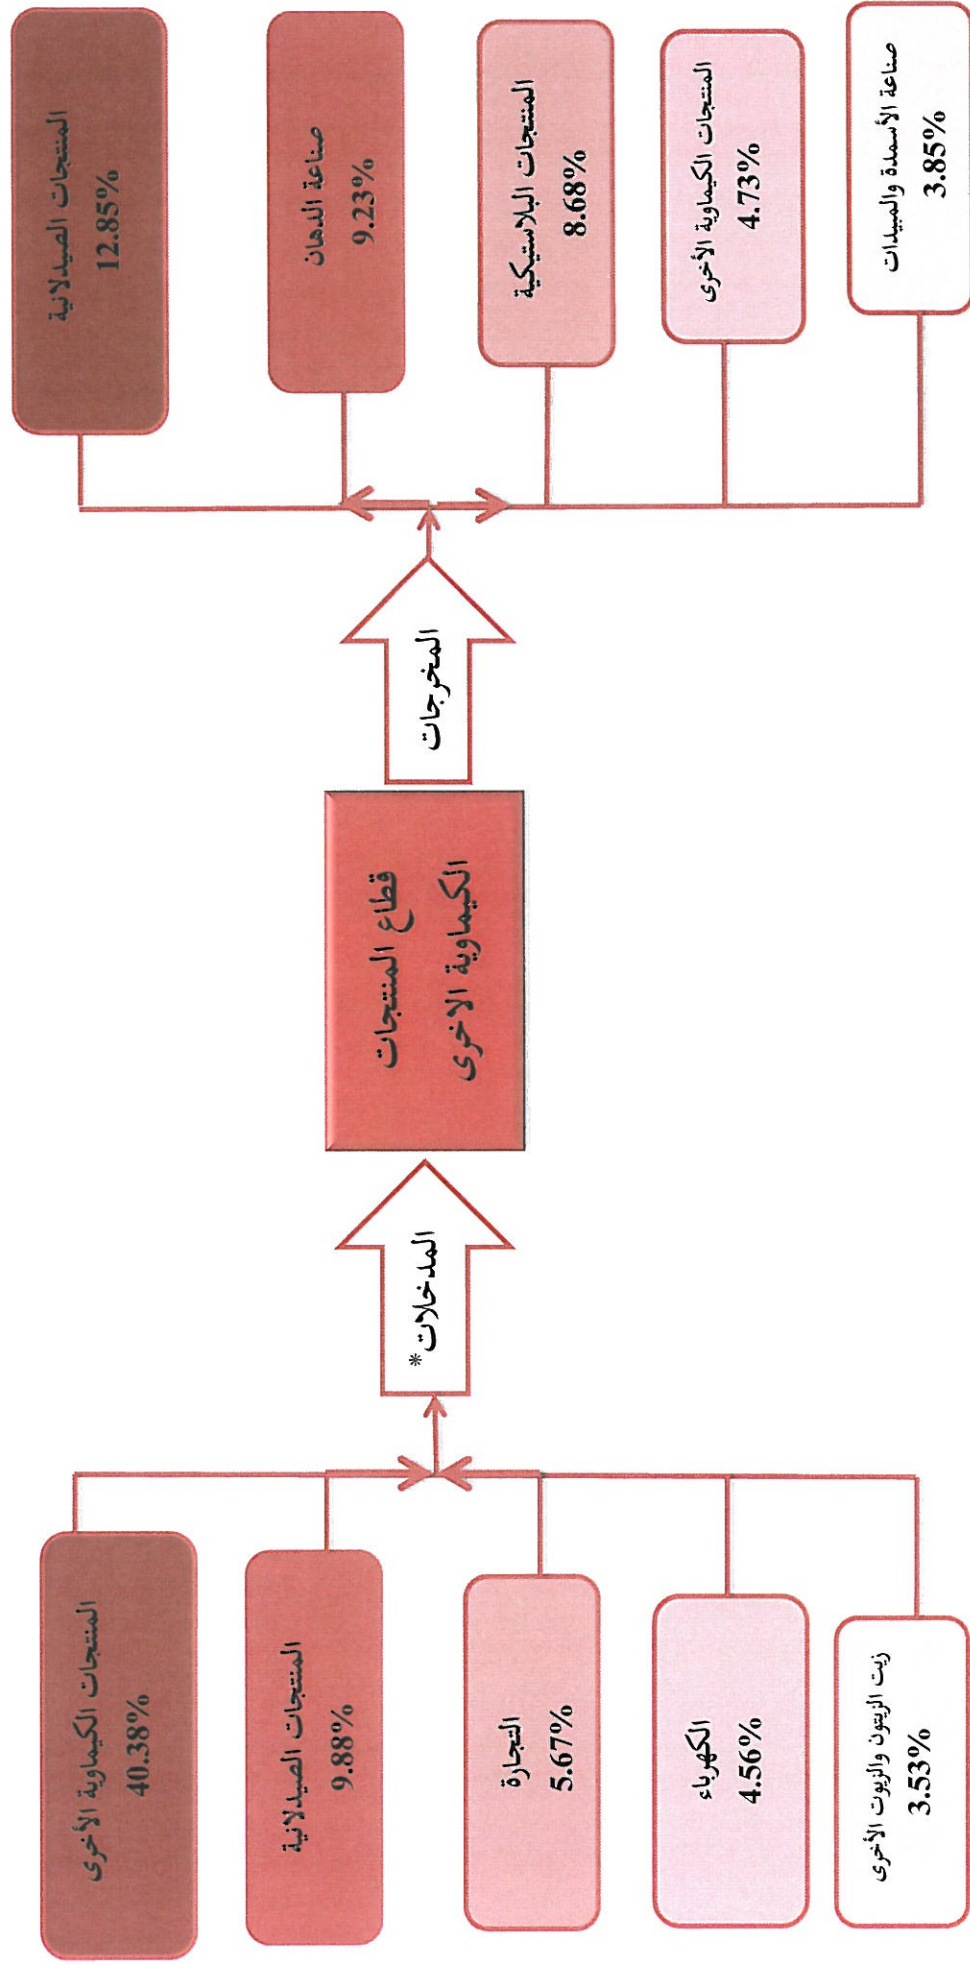 المنتجات الكيماوية الأخرى
40.38%
المنتجات الصيدلانية
9.88%
التجارة
5.67%
الكهرباء
4.56%
زيت الزيتون والزيوت الأخرى
3.53%
المدخلات*
قطاع المنتجات
الكيماوية الاخرى
المخرجات
المنتجات الصيدلانية
12.85%
صناعة الدهان
9.23%
المنتجات البلاستيكية
8.68%
المنتجات الكيماوية الأخرى
4.73%
صناعة الأسمدة والمبيدات
3.85%